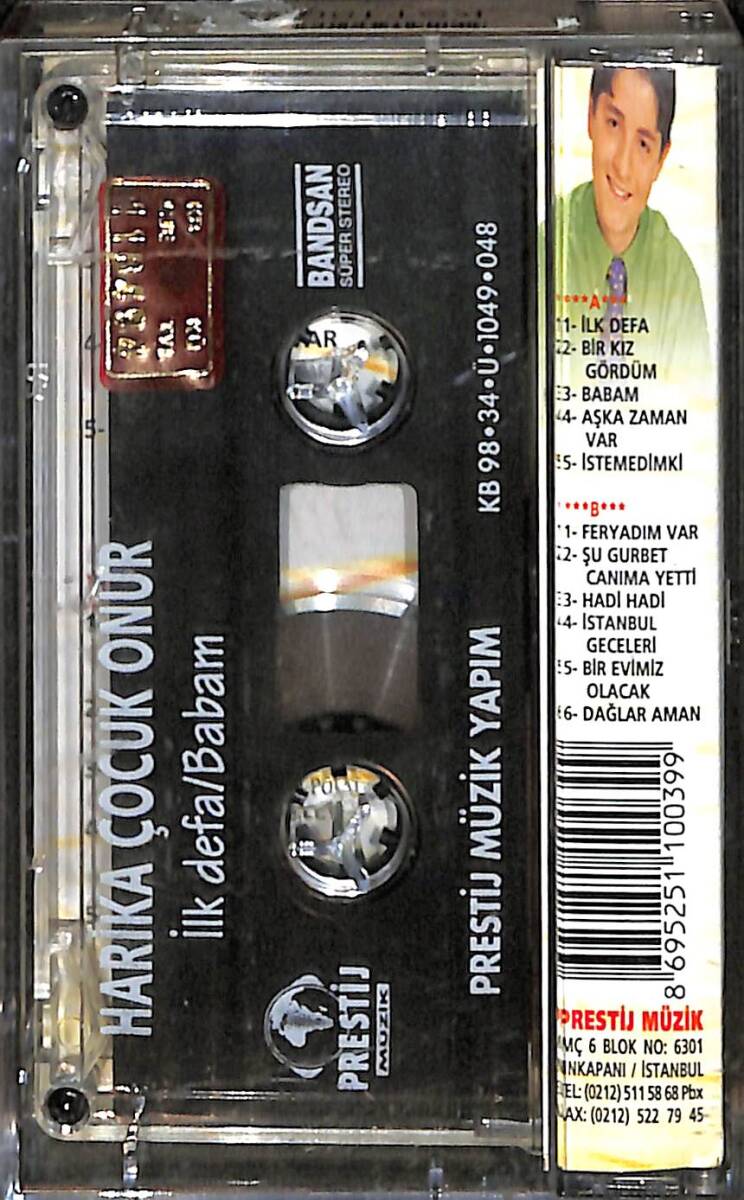 BANDSAN
SÜPER STEREO
KB 98•34•Ü•1049•048
HARİKA ÇOCUK ONUR
İlk defa/Babam
PRESTİJ MÜZİK YAPIM
PRESTİJ
MÜZİK
****A***
1- İLK DEFA
2- BİR KIZ
GÖRDÜM
3- BABAM
4- AŞKA ZAMAN
VAR
5- İSTEMEDİMKİ
****B***
1- FERYADIM VAR
2- ŞU GURBET
CANIMA YETTİ
3- HADİ HADİ
4- İSTANBUL
GECELERİ
5- BİR EVİMİZ
OLACAK
6- DAĞLAR AMAN
8 695251 100399
PRESTİJ MÜZİK
İMÇ 6 BLOK NO: 6301
UNKAPANI / İSTANBUL
TEL: (0212) 511 58 68 Pbx
FAX: (0212) 522 79 45